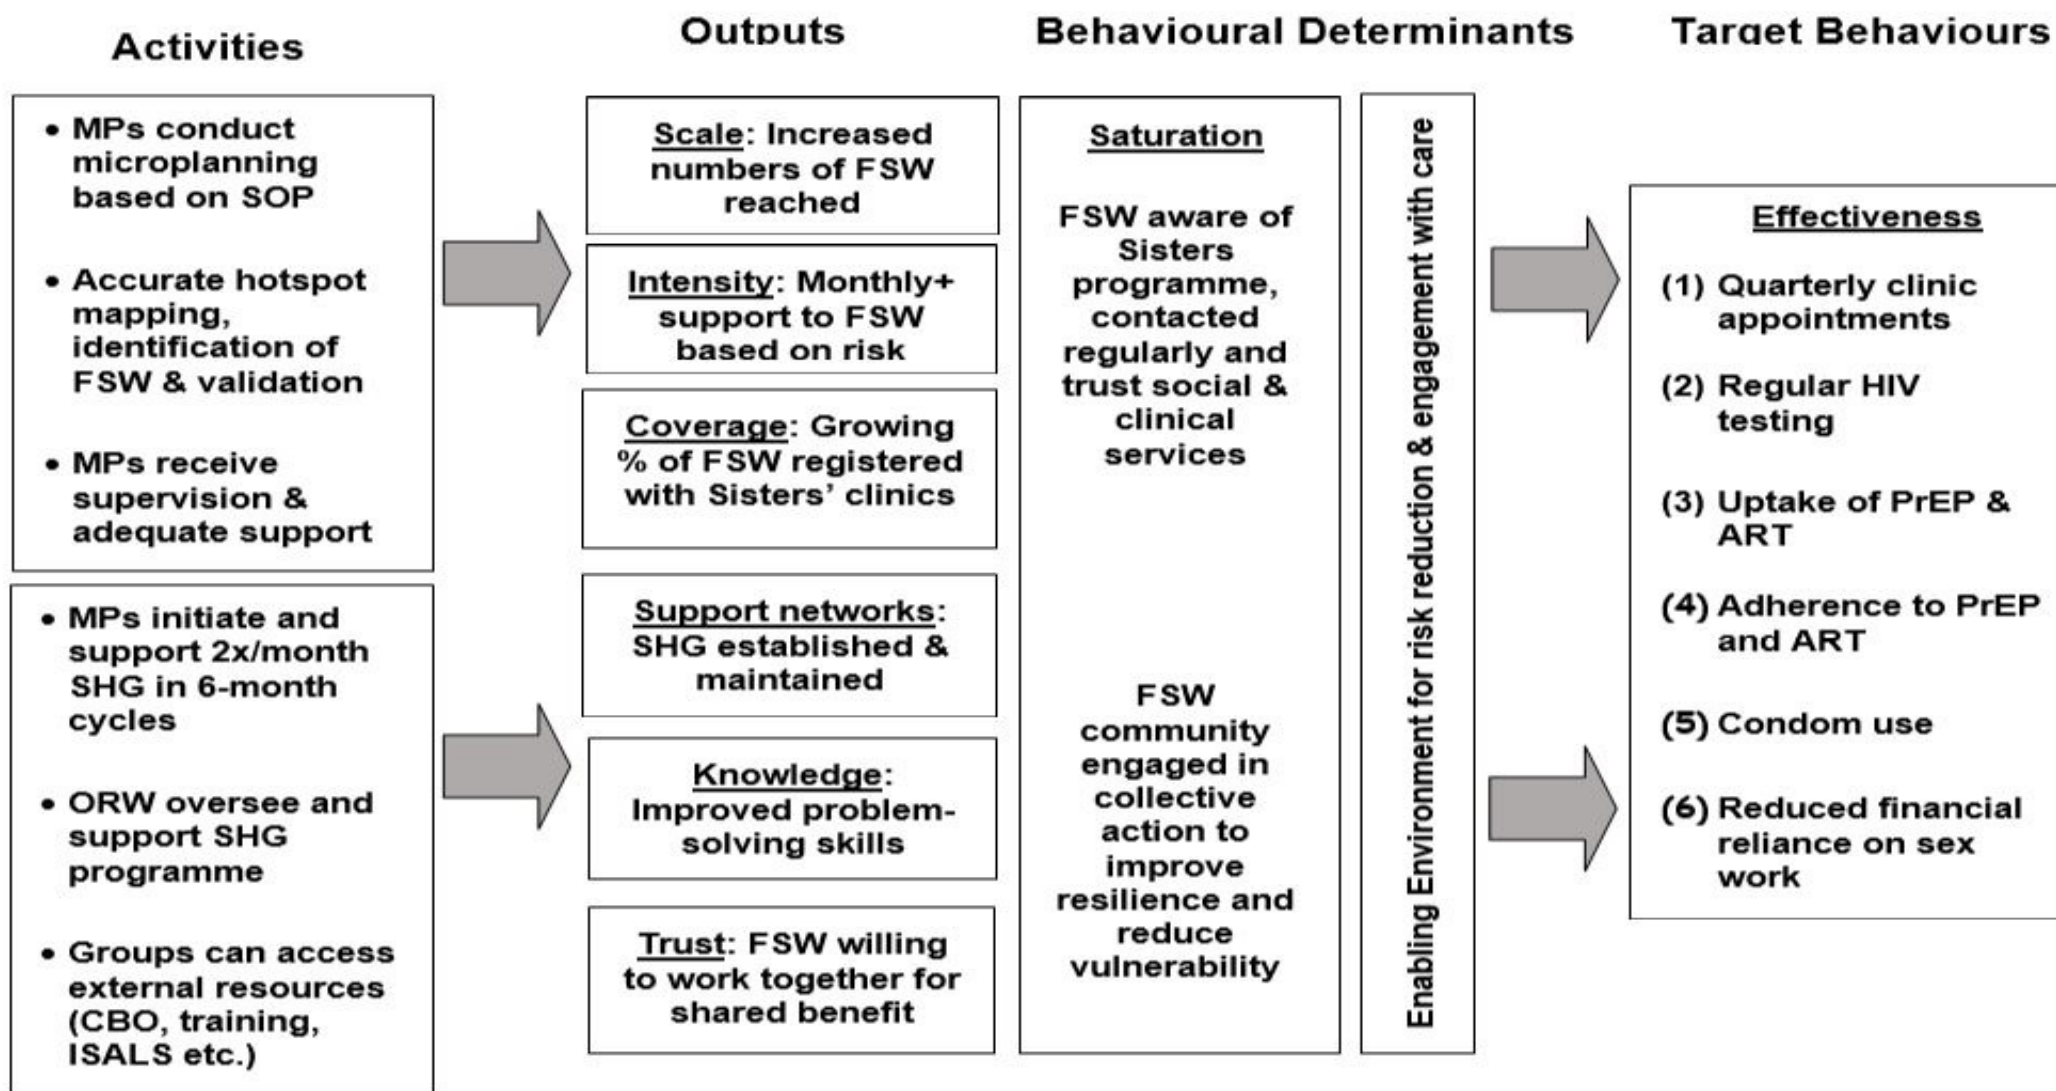 Activities
Outputs
Behavioural Determinants
Target Behaviours
• MPs conduct
microplanning
based on SOP
• Accurate hotspot
mapping,
identification of
FSW & validation
• MPs receive
supervision &
adequate support
• MPs initiate and
support 2x/month
SHG in 6-month
cycles
• ORW oversee and
support SHG
programme
• Groups can access
external resources
(CBO, training,
ISALS etc.)
Scale: Increased
numbers of FSW
reached
Intensity: Monthly+
support to FSW
based on risk
Coverage: Growing
% of FSW registered
with Sisters’ clinics
Support networks:
SHG established &
maintained
Knowledge:
Improved problem-
solving skills
Trust: FSW willing
to work together for
shared benefit
Saturation
FSW aware of
Sisters
programme,
contacted
regularly and
trust social &
clinical
services
FSW
community
engaged in
collective
action to
improve
resilience and
reduce
vulnerability
Enabling Environment for risk reduction & engagement with care
Effectiveness
(1) Quarterly clinic
appointments
(2) Regular HIV
testing
(3) Uptake of PrEP &
ART
(4) Adherence to PrEP
and ART
(5) Condom use
(6) Reduced financial
reliance on sex
work